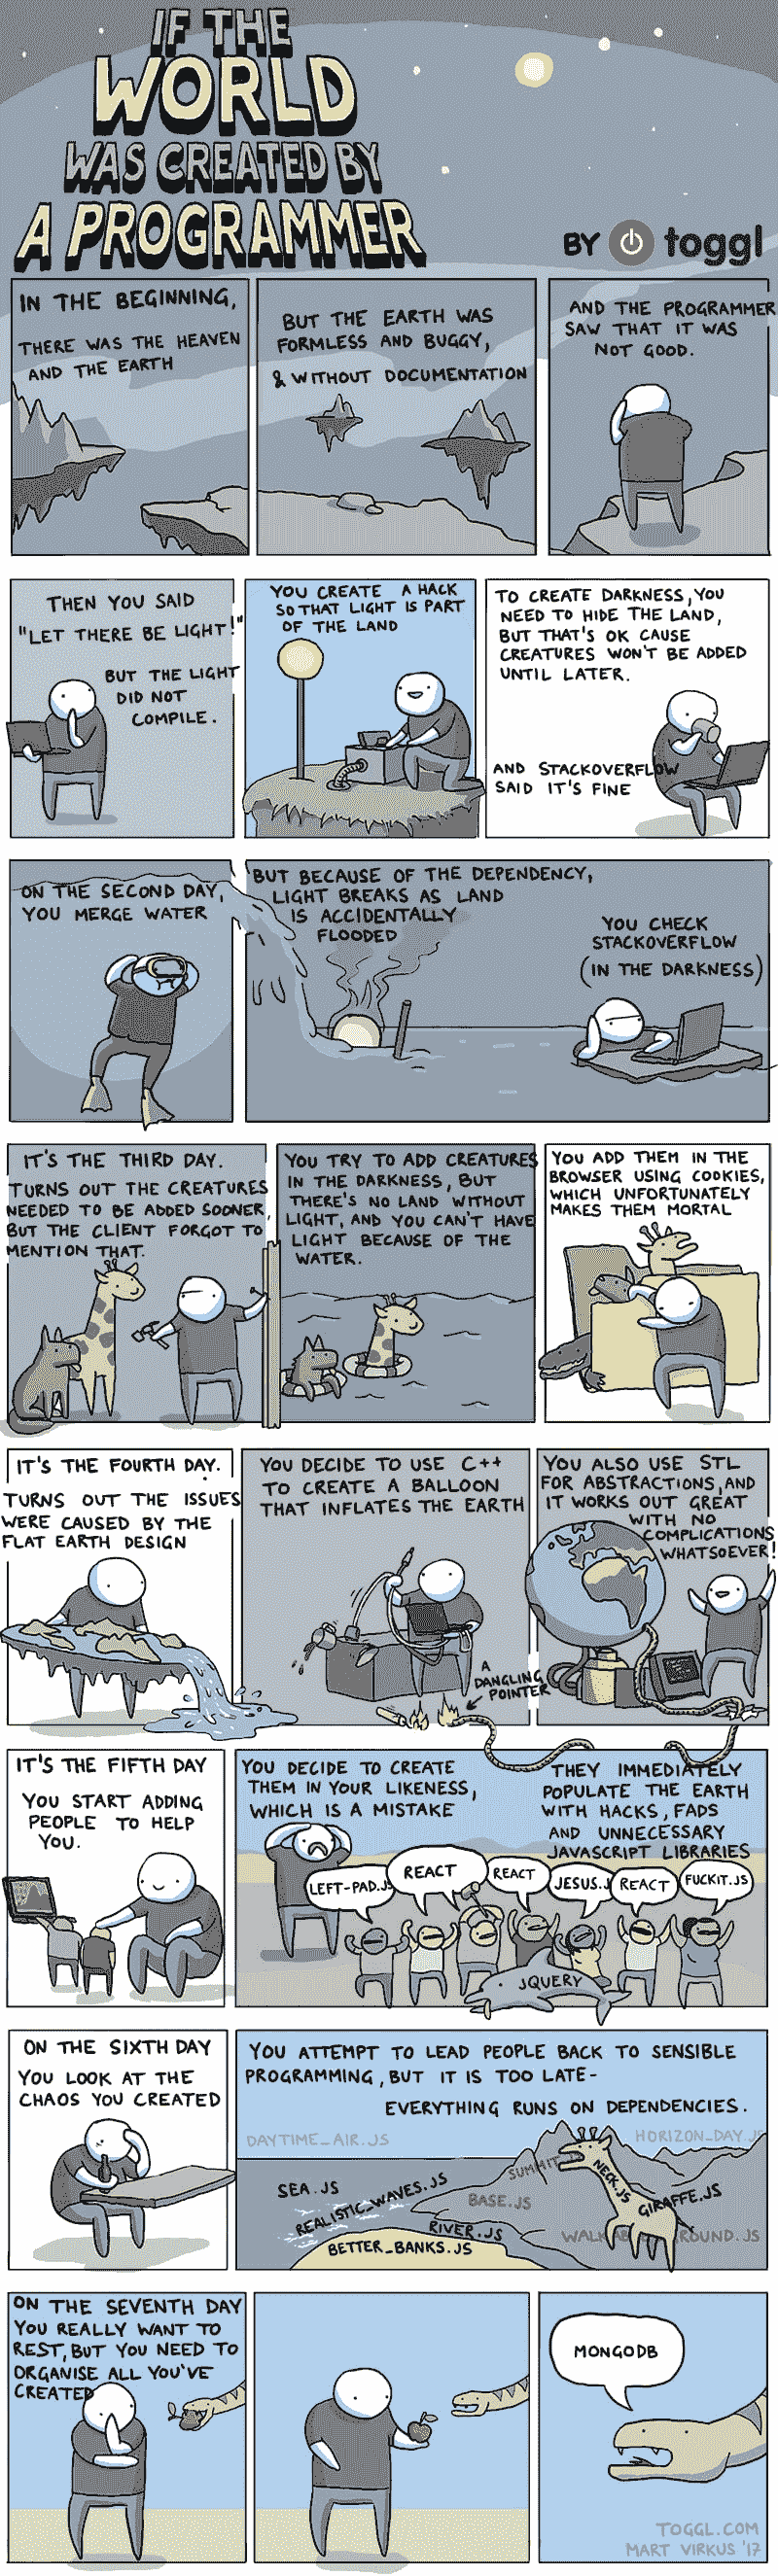 IF THE
WORLD
WAS CREATED BY
A PROGRAMMER
BY toggl
IN THE BEGINNING,
THERE WAS THE HEAVEN
AND THE EARTH
BUT THE EARTH WAS
FORMLESS AND BUGGY,
& WITHOUT DOCUMENTATION
AND THE PROGRAMMER
SAW THAT IT WAS
NOT GOOD.
THEN YOU SAID
"LET THERE BE LIGHT!"
BUT THE LIGHT
DID NOT
COMPILE.
YOU CREATE A HACK
SO THAT LIGHT IS PART
OF THE LAND
TO CREATE DARKNESS, YOU
NEED TO HIDE THE LAND,
BUT THAT'S OK CAUSE
CREATURES WON'T BE ADDED
UNTIL LATER.
AND STACKOVERFLOW
SAID IT'S FINE
ON THE SECOND DAY,
YOU MERGE WATER
BUT BECAUSE OF THE DEPENDENCY,
LIGHT BREAKS AS LAND
IS ACCIDENTALLY
FLOODED
YOU CHECK
STACKOVERFLOW
(IN THE DARKNESS)
IT'S THE THIRD DAY.
TURNS OUT THE CREATURES
NEEDED TO BE ADDED SOONER,
BUT THE CLIENT FORGOT TO
MENTION THAT.
YOU TRY TO ADD CREATURES
IN THE DARKNESS, BUT
THERE'S NO LAND WITHOUT
LIGHT, AND YOU CAN'T HAVE
LIGHT BECAUSE OF THE
WATER.
YOU ADD THEM IN THE
BROWSER USING COOKIES,
WHICH UNFORTUNATELY
MAKES THEM MORTAL
IT'S THE FOURTH DAY.
TURNS OUT THE ISSUES
WERE CAUSED BY THE
FLAT EARTH DESIGN
YOU DECIDE TO USE C++
TO CREATE A BALLOON
THAT INFLATES THE EARTH
A
DANGLING
POINTER
YOU ALSO USE STL
FOR ABSTRACTIONS, AND
IT WORKS OUT GREAT
WITH NO
COMPLICATIONS
WHATSOEVER!
IT'S THE FIFTH DAY
YOU START ADDING
PEOPLE TO HELP
YOU.
YOU DECIDE TO CREATE
THEM IN YOUR LIKENESS,
WHICH IS A MISTAKE
THEY IMMEDIATELY
POPULATE THE EARTH
WITH HACKS, FADS
AND UNNECESSARY
JAVASCRIPT LIBRARIES
LEFT-PAD.JS
REACT
REACT
JESUS.J
REACT
FUCKIT.JS
JQUERY
ON THE SIXTH DAY
YOU LOOK AT THE
CHAOS YOU CREATED
YOU ATTEMPT TO LEAD PEOPLE BACK TO SENSIBLE
PROGRAMMING, BUT IT IS TOO LATE-
EVERYTHING RUNS ON DEPENDENCIES.
DAYTIME_AIR.JS
HORIZON_DAY.JS
SUMMIT.JS
NECK.JS
GIRAFFE.JS
SEA.JS
REALISTIC_WAVES.JS
BASE.JS
RIVER.JS
BETTER_BANKS.JS
ROUND.JS
ON THE SEVENTH DAY
YOU REALLY WANT TO
REST, BUT YOU NEED TO
ORGANISE ALL YOU'VE
CREATED
MONGODB
TOGGL.COM
MART VIRKUS '17